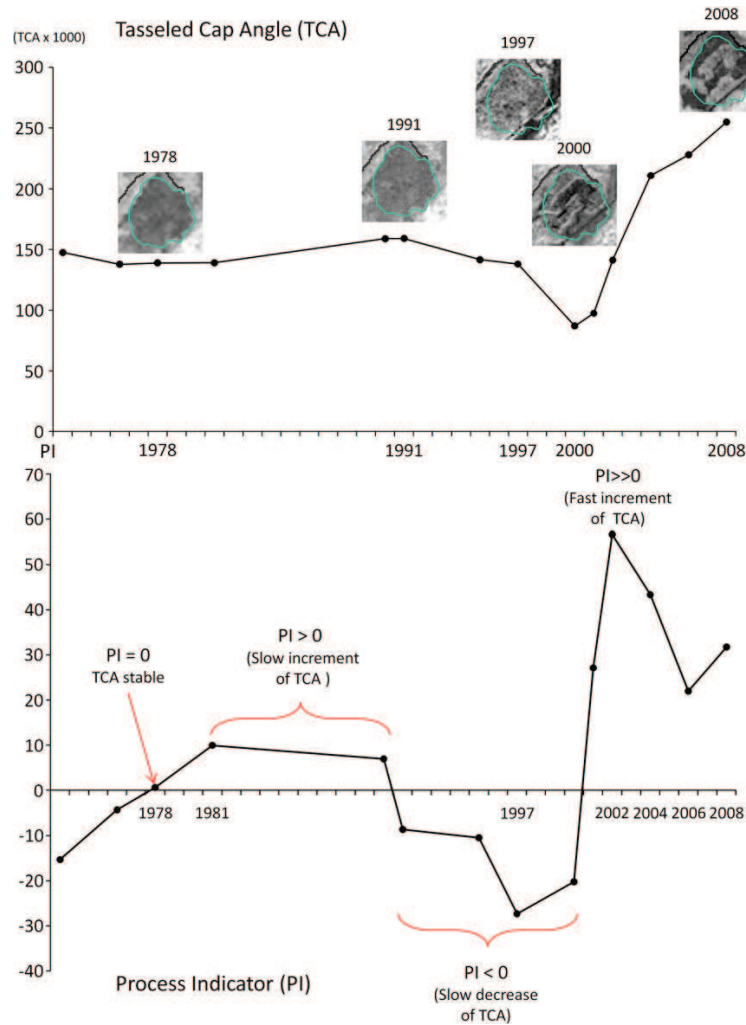 (TCA x 1000)
Tasseled Cap Angle (TCA)
2008
1997
1991
2000
1978
300
250
200
150
100
50
0
1978
1991
1997
2000
2008
PI
70
60
50
40
30
20
10
0
-10
-20
-30
-40
PI>>0
(Fast increment
of TCA)
PI > 0
(Slow increment
of TCA )
PI = 0
TCA stable
1978
1981
1997
2002
2004
2006
2008
PI < 0
(Slow decrease
of TCA)
Process Indicator (PI)